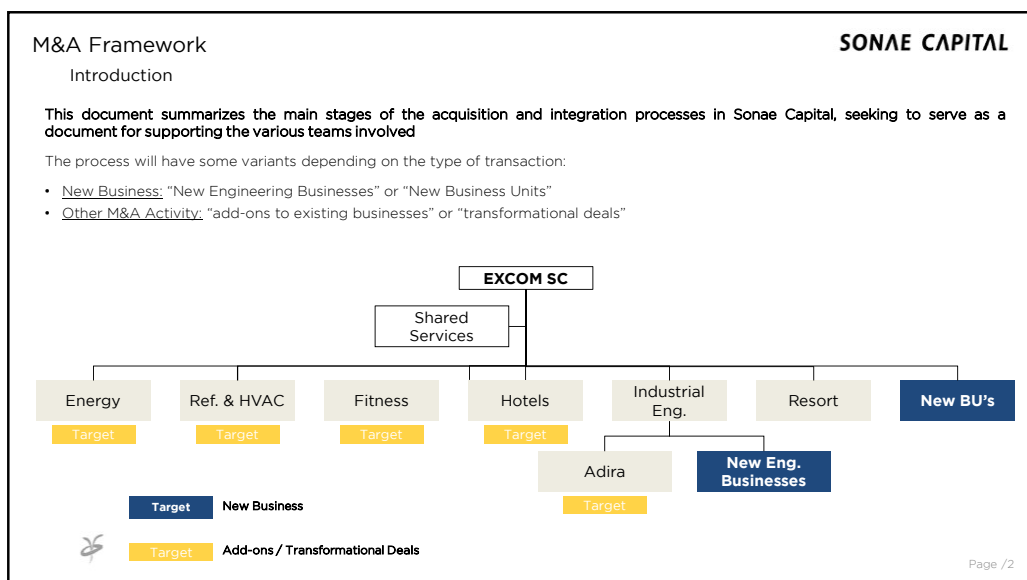 M&A Framework
SONAE CAPITAL
Introduction
This document summarizes the main stages of the acquisition and integration processes in Sonae Capital, seeking to serve as a
document for supporting the various teams involved
The process will have some variants depending on the type of transaction:
• New Business: “New Engineering Businesses” or “New Business Units”
• Other M&A Activity: “add-ons to existing businesses” or “transformational deals”
EXCOM SC
Shared
Services
Energy
Ref. & HVAC
Fitness
Hotels
Industrial
Eng.
Resort
New BU's
Target
Target
Target
Target
Adira
New Eng.
Businesses
Target
Target
New Business
Target
Add-ons / Transformational Deals
Page /2